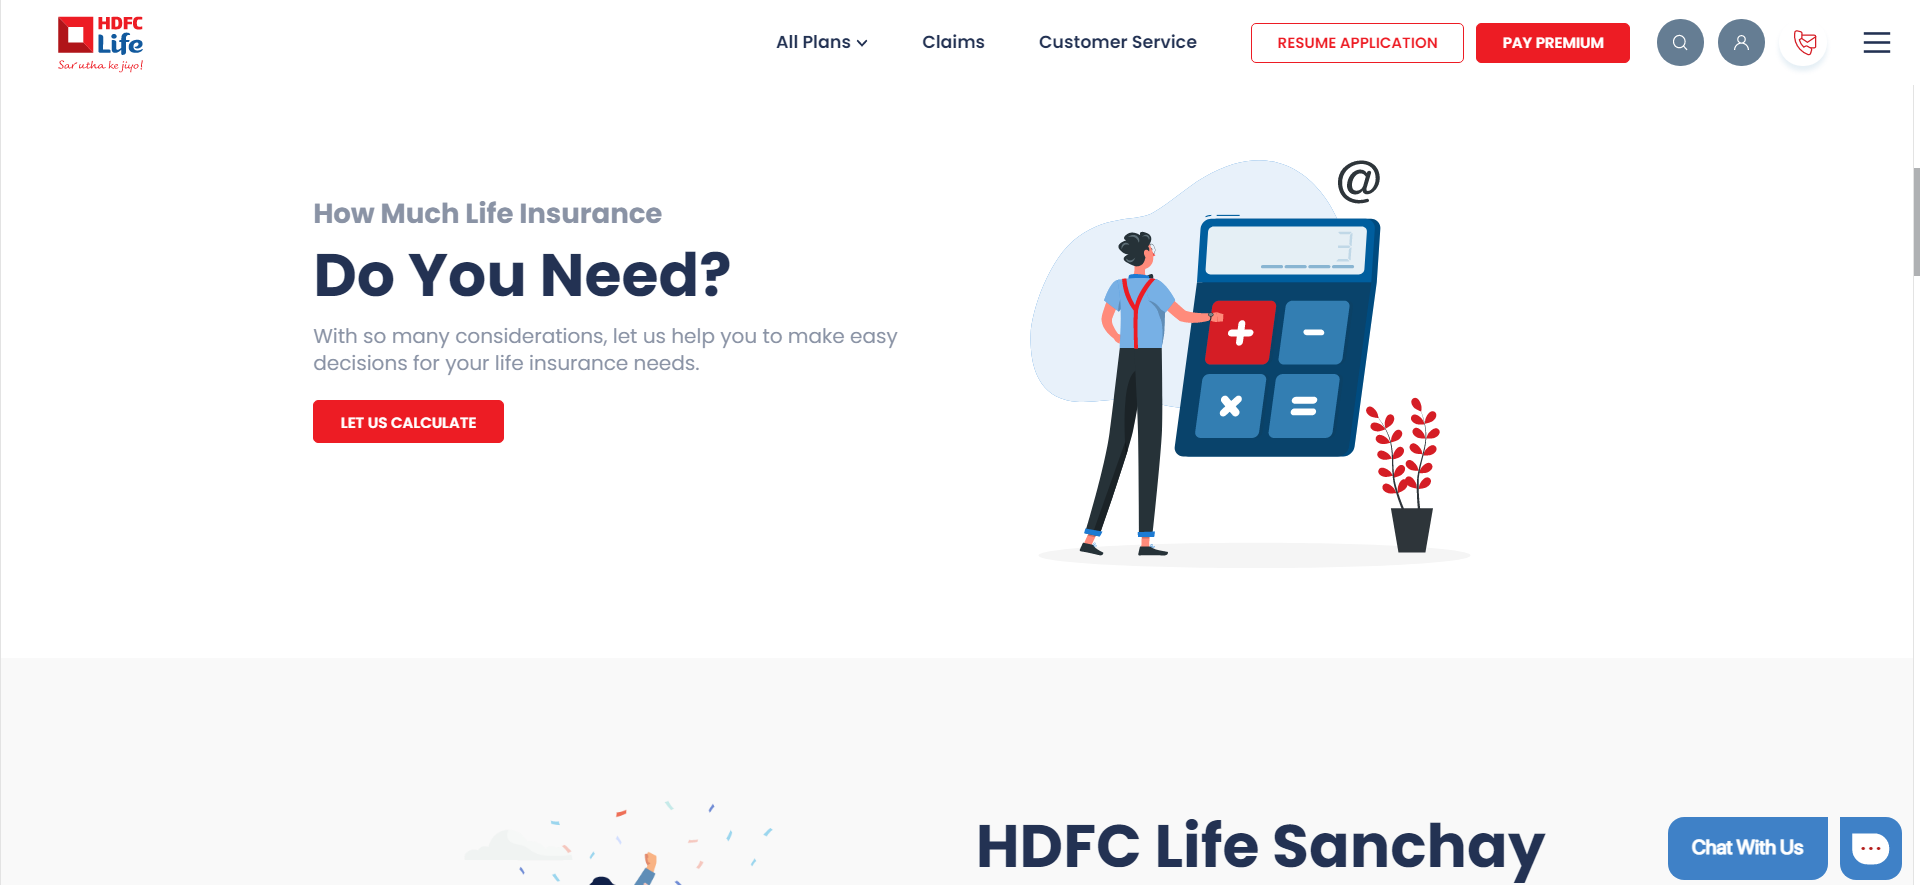 HDFC
Life
Sar utha ke jiyo!
All Plans
Claims
Customer Service
RESUME APPLICATION
PAY PREMIUM
How Much Life Insurance
Do You Need?
With so many considerations, let us help you to make easy
decisions for your life insurance needs.
LET US CALCULATE
@
3
+
−
×
=
HDFC Life Sanchay
Chat With Us